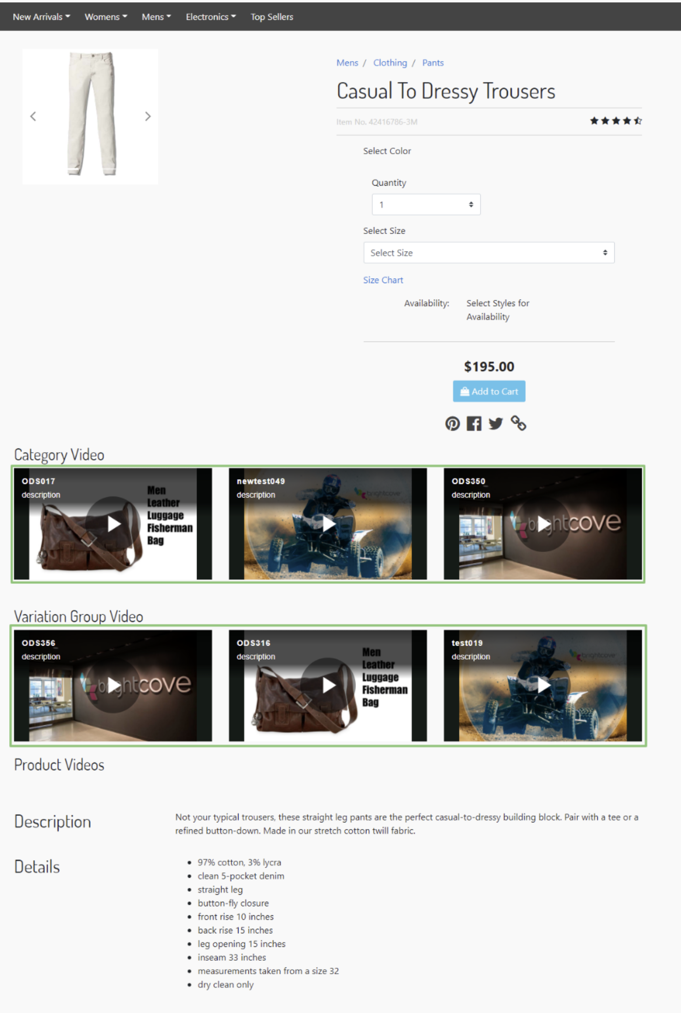 New Arrivals Womens Mens Electronics Top Sellers
Mens / Clothing / Pants
Casual To Dressy Trousers
Item No. 42416786-3M
Select Color
Quantity
1
Select Size
Select Size
Size Chart
Availability: Select Styles for
Availability
$195.00
Add to Cart
Category Video
ODS017
description
Men
Leather
Luggage
Fisherman
Bag
newtest049
description
brightcove
ODS350
description
brightcove
Variation Group Video
ODS356
description
brightcove
ODS316
description
Men
Leather
Luggage
Fisherman
Bag
test019
description
brightcove
Product Videos
Description
Not your typical trousers, these straight leg pants are the perfect casual-to-dressy building block. Pair with a tee or a
refined button-down. Made in our stretch cotton twill fabric.
Details
97% cotton, 3% lycra
clean 5-pocket denim
straight leg
button-fly closure
front rise 10 inches
back rise 15 inches
leg opening 15 inches
inseam 33 inches
measurements taken from a size 32
dry clean only